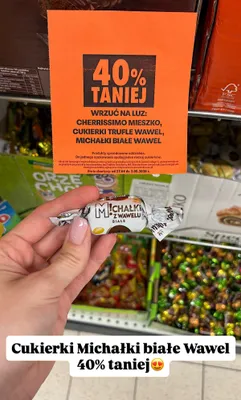 40%
TANIEJ
WRZUĆ NA LUZ:
CHERRISSIMO MIESZKO,
CUKIERKI TRUFLE WAWEL,
MICHAŁKI BIAŁE WAWEL
MICHAŁKI
Z WAWELU
BIAŁE
Cukierki Michałki białe Wawel
40% taniej😍